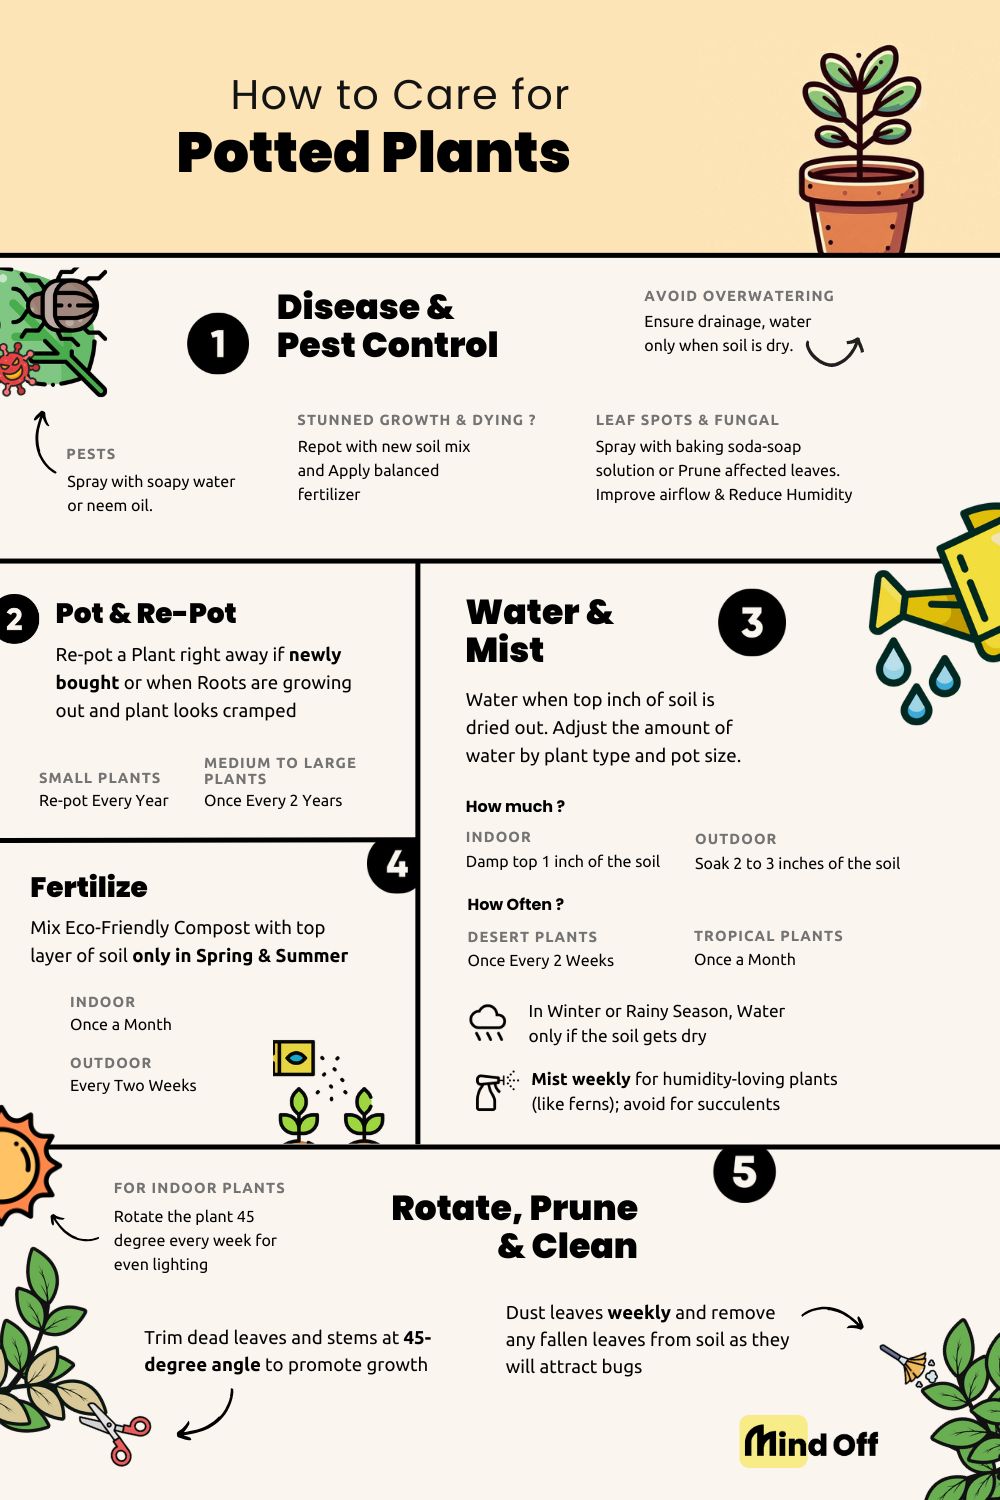 How to Care for
Potted Plants
1
Disease &
Pest Control
AVOID OVERWATERING
Ensure drainage, water
only when soil is dry.
PESTS
Spray with soapy water
or neem oil.
STUNNED GROWTH & DYING ?
Repot with new soil mix
and Apply balanced
fertilizer
LEAF SPOTS & FUNGAL
Spray with baking soda-soap
solution or Prune affected leaves.
Improve airflow & Reduce Humidity
2
Pot & Re-Pot
Re-pot a Plant right away if newly
bought or when Roots are growing
out and plant looks cramped
SMALL PLANTS
Re-pot Every Year
MEDIUM TO LARGE
PLANTS
Once Every 2 Years
Water &
Mist
3
Water when top inch of soil is
dried out. Adjust the amount of
water by plant type and pot size.
How much ?
INDOOR
Damp top 1 inch of the soil
OUTDOOR
Soak 2 to 3 inches of the soil
How Often ?
DESERT PLANTS
Once Every 2 Weeks
TROPICAL PLANTS
Once a Month
In Winter or Rainy Season, Water
only if the soil gets dry
Mist weekly for humidity-loving plants
(like ferns); avoid for succulents
4
Fertilize
Mix Eco-Friendly Compost with top
layer of soil only in Spring & Summer
INDOOR
Once a Month
OUTDOOR
Every Two Weeks
5
Rotate, Prune
& Clean
FOR INDOOR PLANTS
Rotate the plant 45
degree every week for
even lighting
Trim dead leaves and stems at 45-
degree angle to promote growth
Dust leaves weekly and remove
any fallen leaves from soil as they
will attract bugs
Mind Off